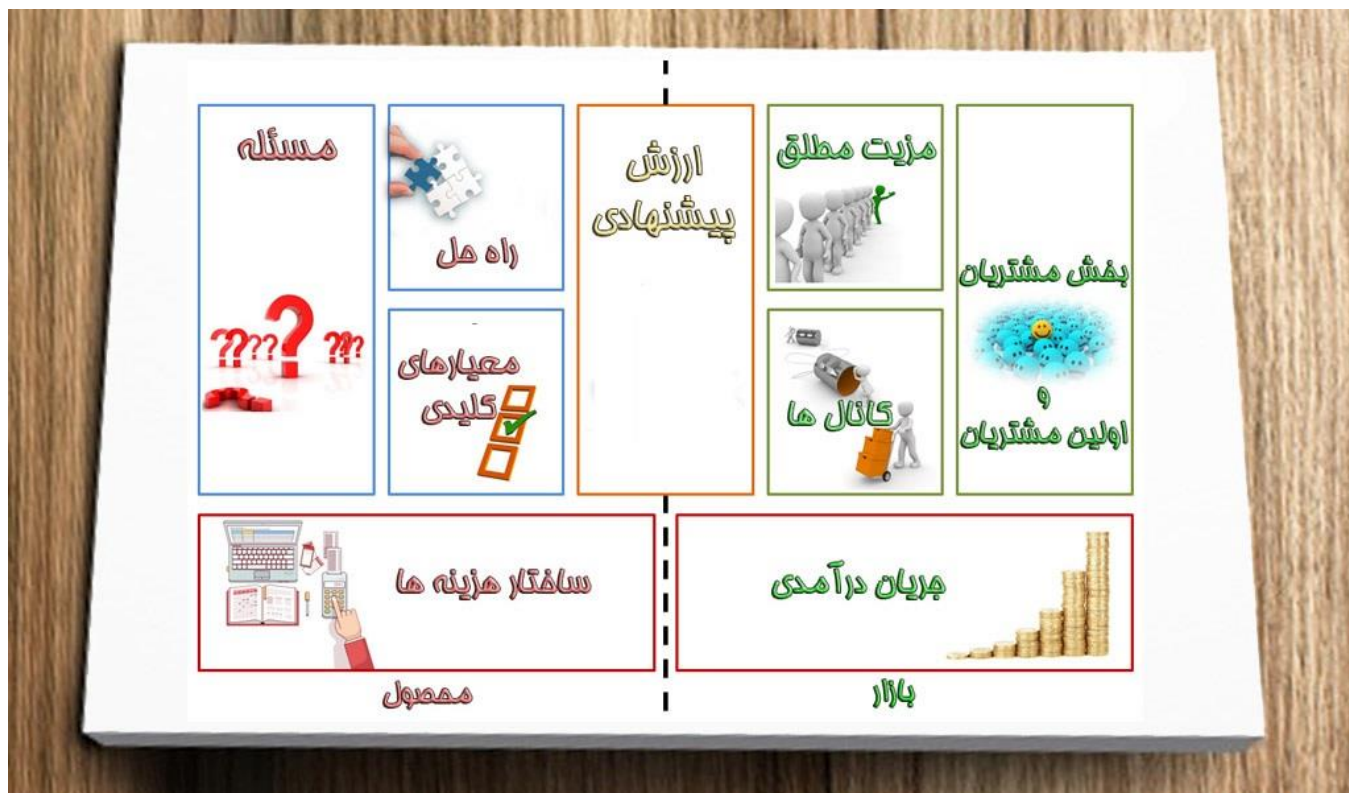 مسئله
راه حل
معیارهای
کلیدی
ارزش
پیشنهادی
مزیت مطلق
کانال ها
بخش مشتریان
و
اولین مشتریان
ساختار هزینه ها
جریان درآمدی
محصول
بازار